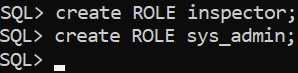 SQL> create ROLE inspector;
SQL> create ROLE sys_admin;
SQL>